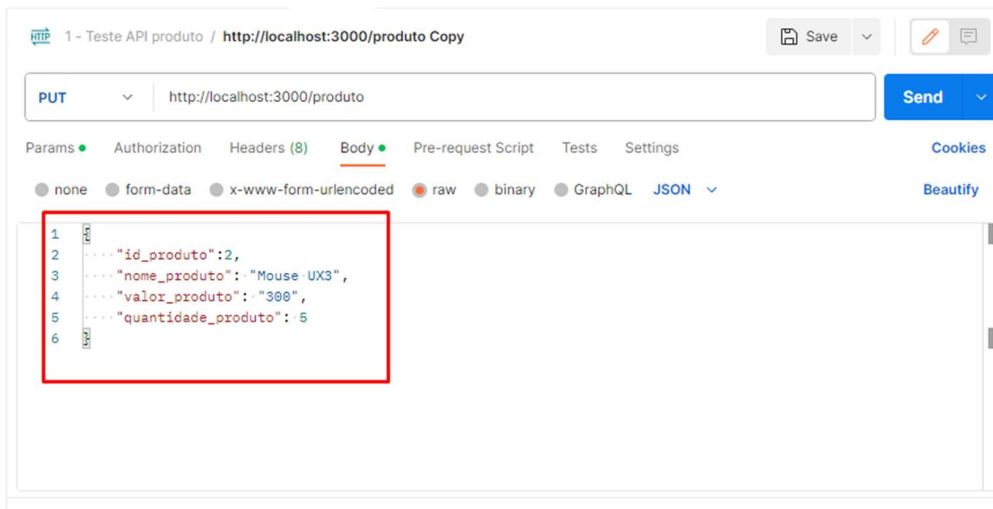 HTTP 1 - Teste API produto / http://localhost:3000/produto Copy Save
PUT http://localhost:3000/produto Send
Params Authorization Headers (8) Body Pre-request Script Tests Settings Cookies
none form-data x-www-form-urlencoded raw binary GraphQL JSON Beautify
1 {
2 "id_produto":2,
3 "nome_produto": "Mouse UX3",
4 "valor_produto": "300",
5 "quantidade_produto": 5
6 }